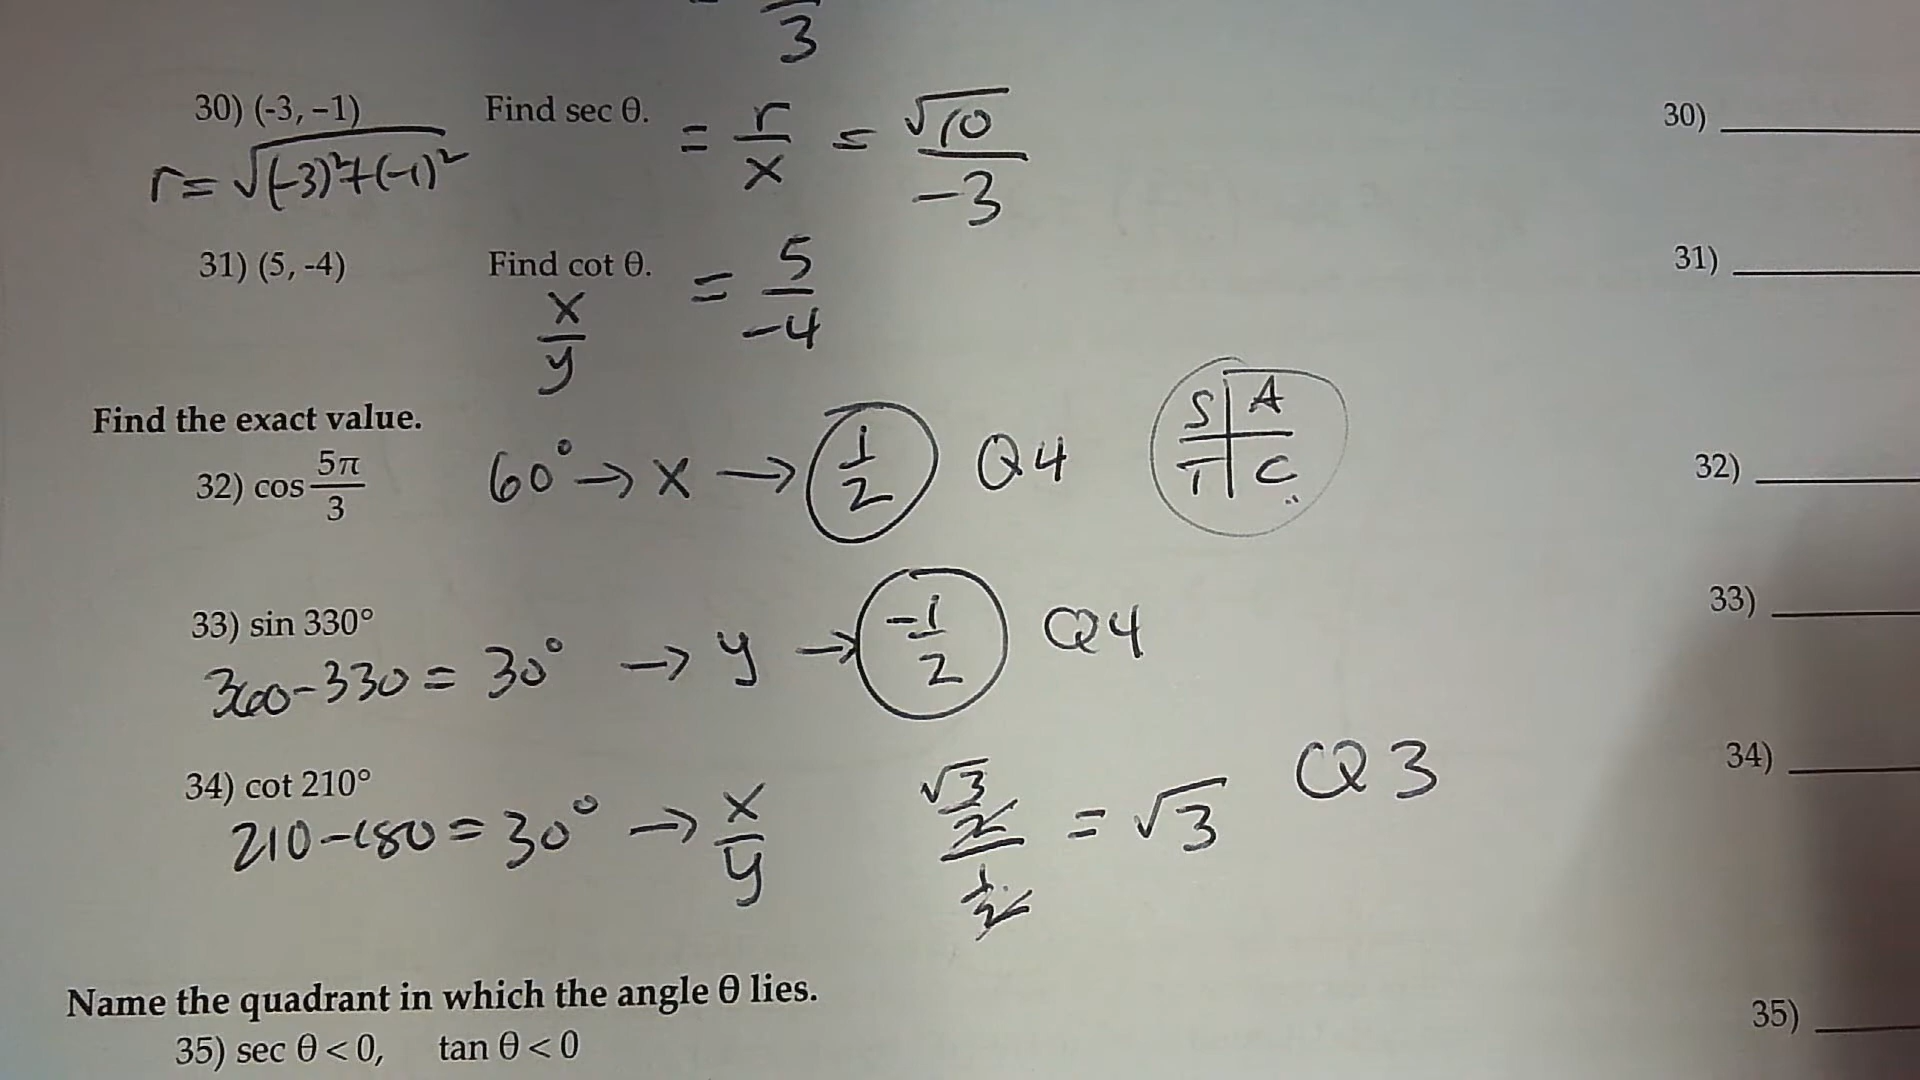 3
30) (-3, -1) Find sec θ. = r/x = √10/-3 30)
r = √(-3)²+(-1)²
31) (5, -4) Find cot θ. = 5/-4 31)
x/y
Find the exact value.
S A
T C
32) cos 5π/3 60° → x → 1/2 Q4 32)
33) sin 330° → y → -1/2 Q4 33)
360-330 = 30°
34) cot 210° 34)
210-180 = 30° → x/y √3/2 / 1/2 = √3 Q3
Name the quadrant in which the angle θ lies.
35) sec θ < 0, tan θ < 0 35)